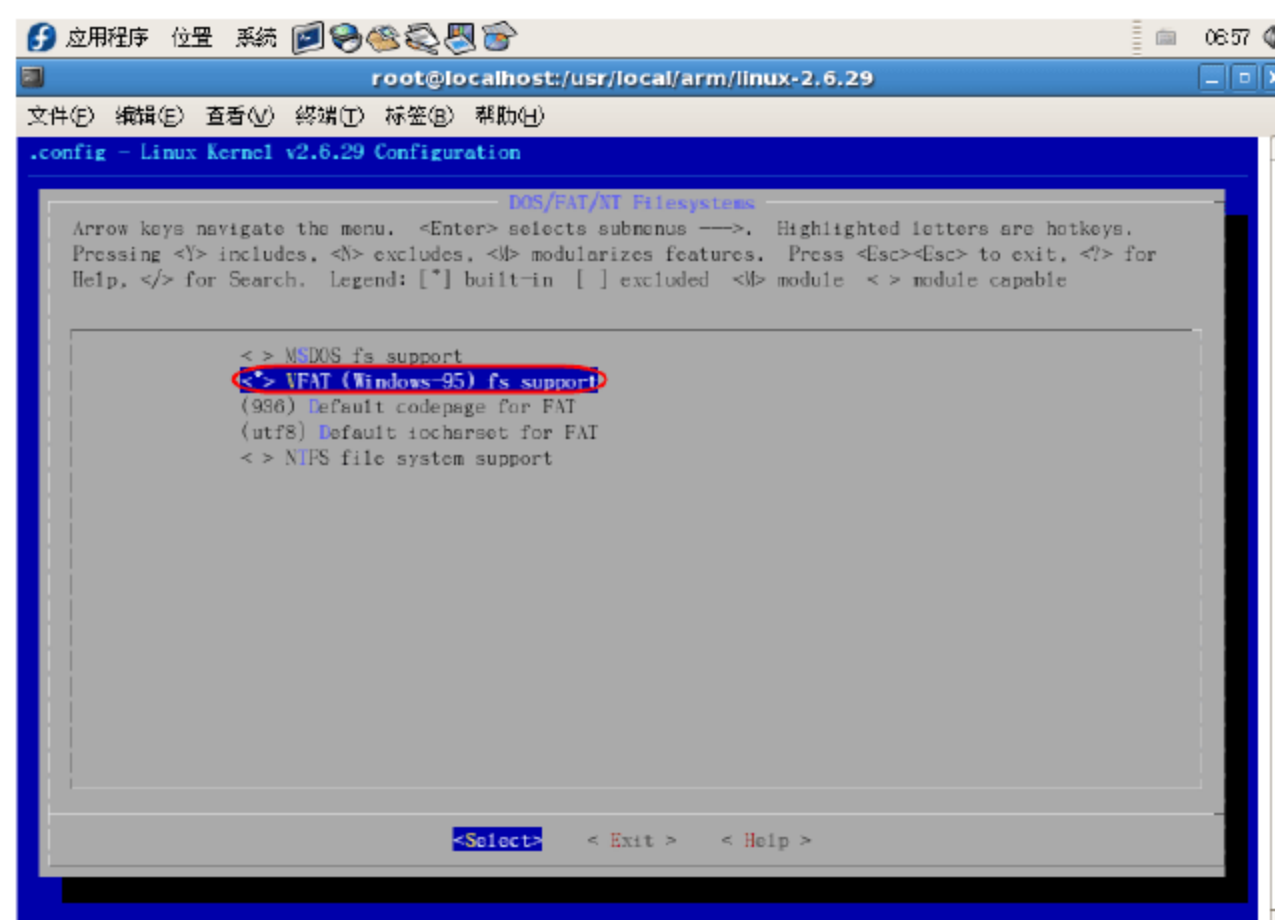 应用程序 位置 系统 06:57
root@localhost:/usr/local/arm/linux-2.6.29
文件(F) 编辑(E) 查看(V) 终端(T) 标签(B) 帮助(H)
.config - Linux Kernel v2.6.29 Configuration
DOS/FAT/NT Filesystems
Arrow keys navigate the menu. <Enter> selects submenus --->. Highlighted letters are hotkeys.
Pressing <Y> includes, <N> excludes, <M> modularizes features. Press <Esc><Esc> to exit, <?> for
Help, </> for Search. Legend: [*] built-in [ ] excluded <M> module < > module capable
< > MSDOS fs support
<*> VFAT (Windows-95) fs support
(936) Default codepage for FAT
(utf8) Default iocharset for FAT
< > NTFS file system support
<Select> < Exit > < Help >